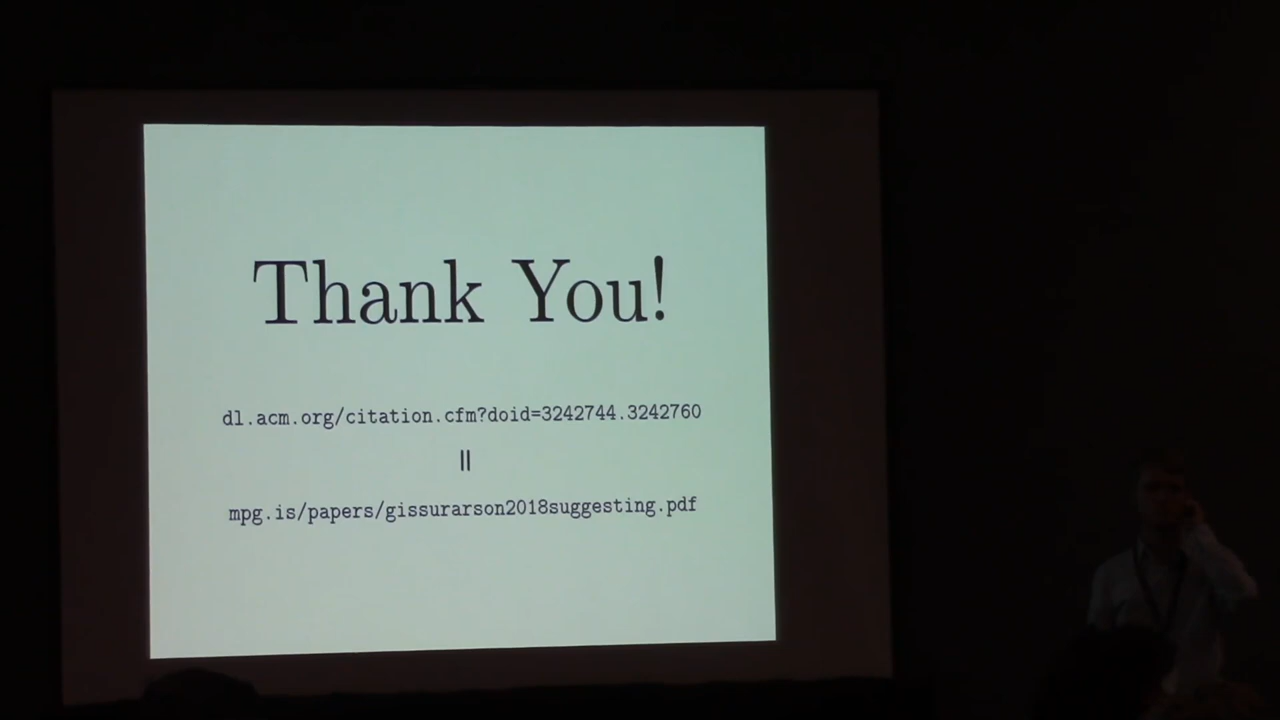 Thank You!
dl.acm.org/citation.cfm?doid=3242744.3242760
||
mpg.is/papers/gissurarson2018suggesting.pdf